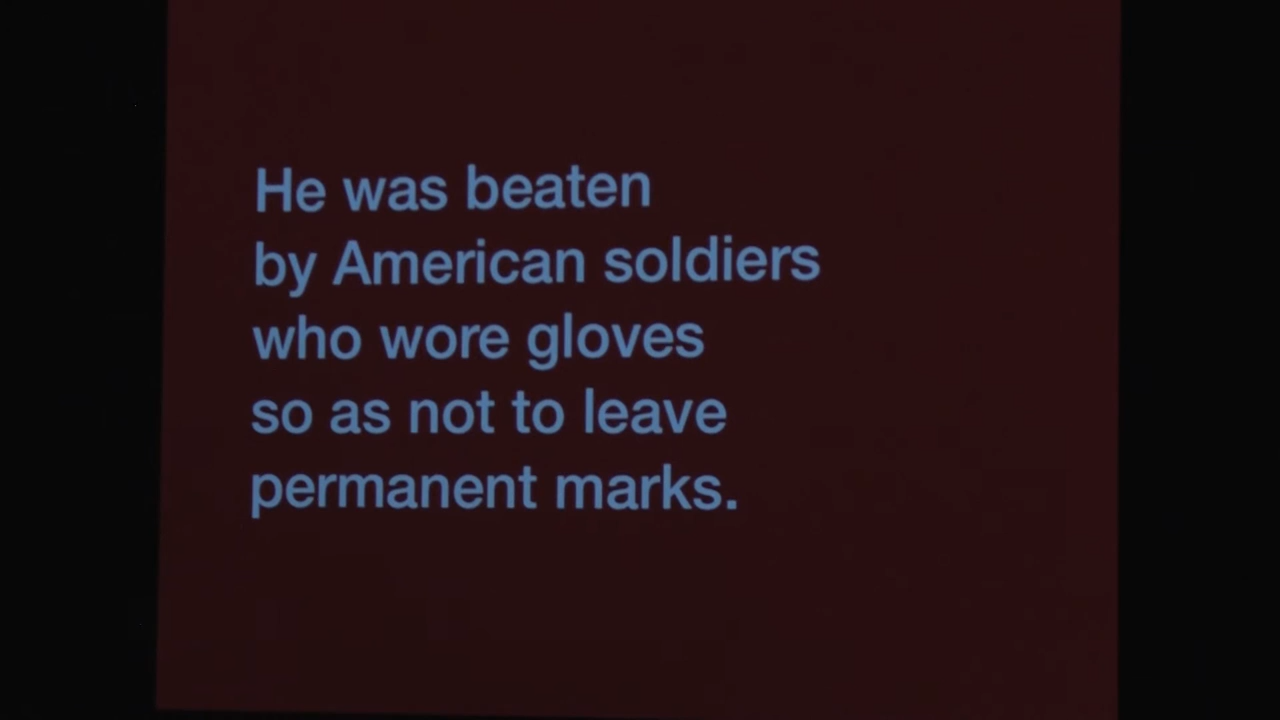 He was beaten
by American soldiers
who wore gloves
so as not to leave
permanent marks.